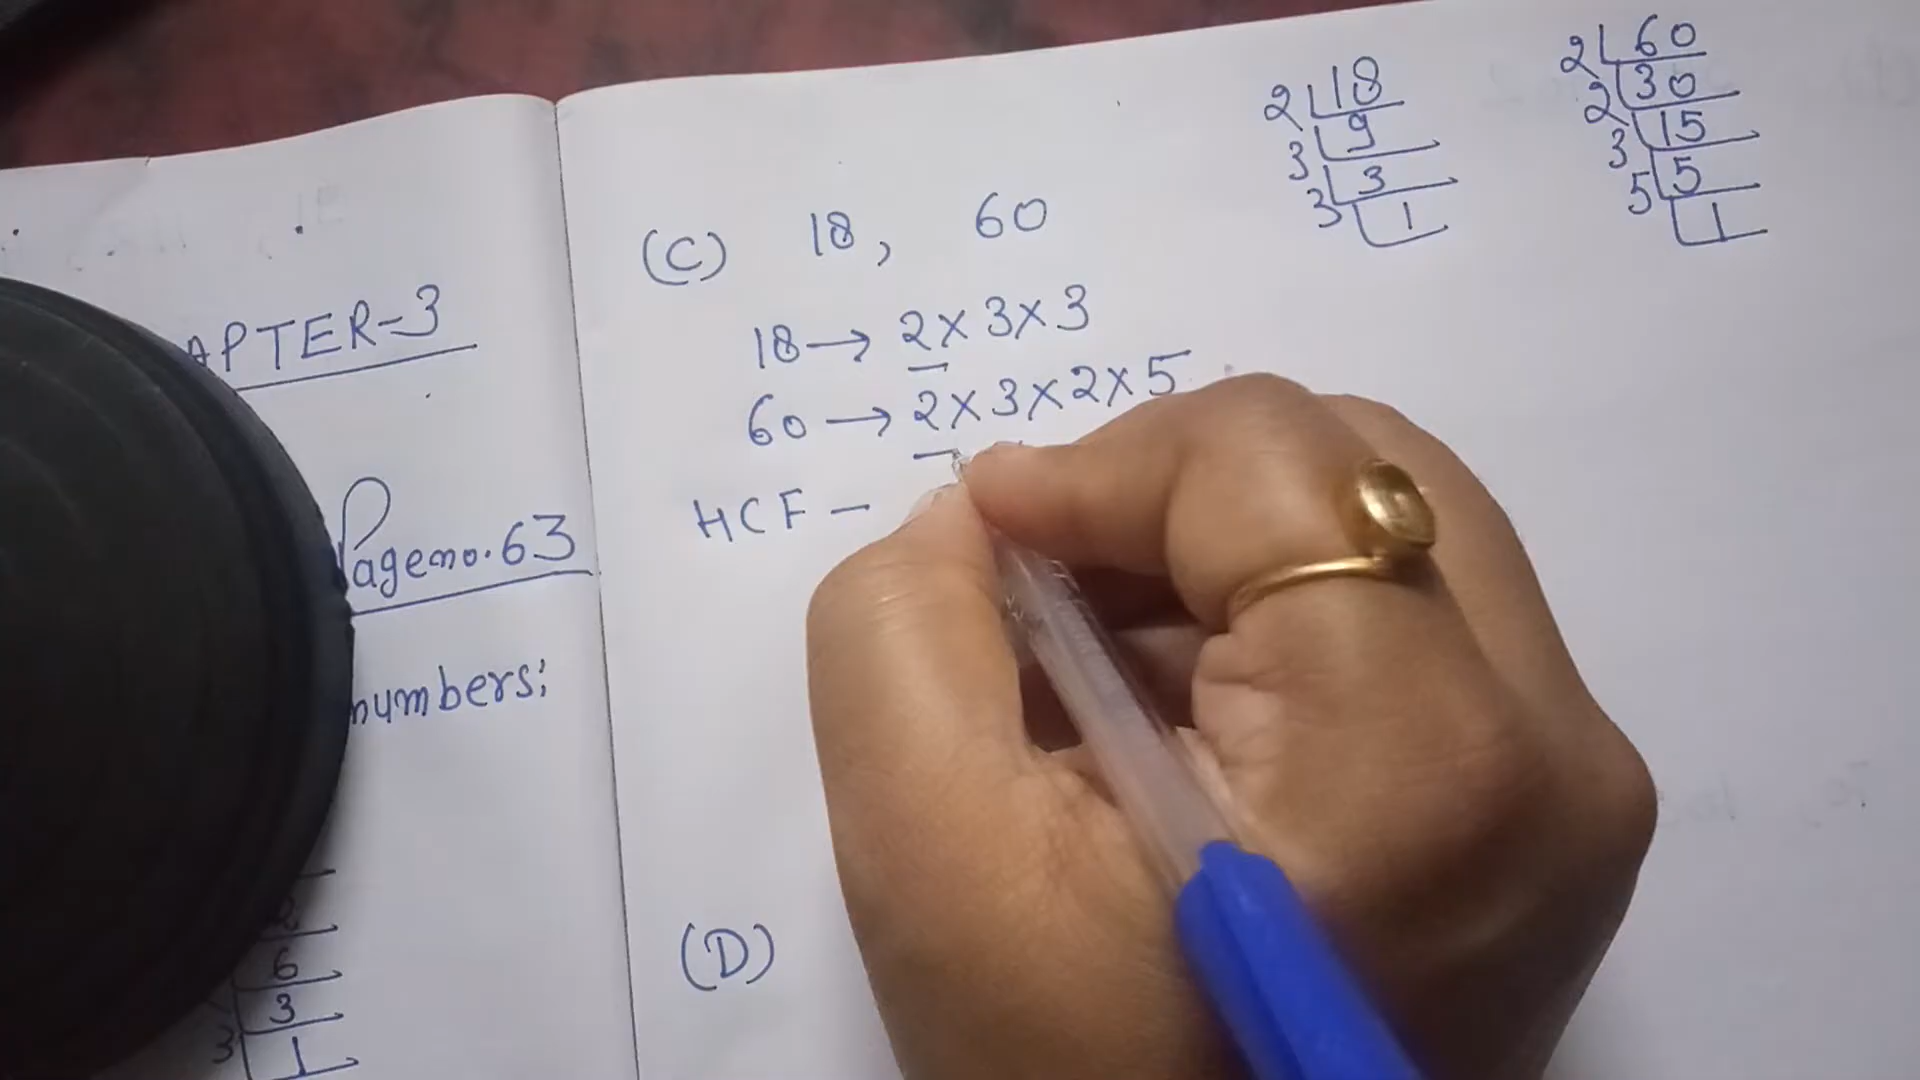 APTER-3
Page no. 63
numbers:
6
3
3 1
(C) 18, 60
18 → 2 × 3 × 3
60 → 2 × 3 × 2 × 5
HCF -
(D)
2 18
3 9
3 3
1
2 60
2 30
3 15
5 5
1